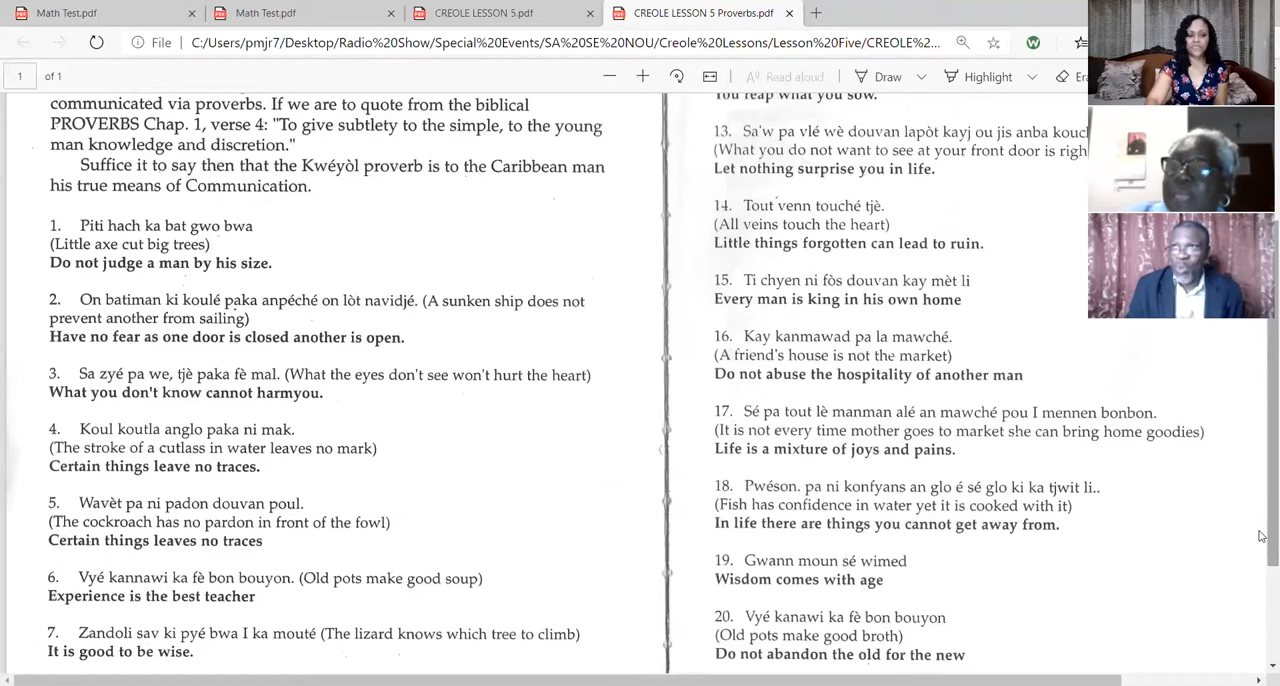 Math Test.pdf
Math Test.pdf
CREOLE LESSON 5.pdf
CREOLE LESSON 5 Proverbs.pdf
File
C:/Users/pmjr7/Desktop/Radio%20Show/Special%20Events/SA%20SE%20NOU/Creole%20Lessons/Lesson%20Five/CREOLE%20L...
W
1
of 1
Read aloud
Draw
Highlight
communicated via proverbs. If we are to quote from the biblical
PROVERBS Chap. 1, verse 4: "To give subtlety to the simple, to the young
man knowledge and discretion."
Suffice it to say then that the Kwéyòl proverb is to the Caribbean man
his true means of Communication.
1. Piti hach ka bat gwo bwa
(Little axe cut big trees)
Do not judge a man by his size.
2. On batiman ki koulé paka anpéché on lòt navidjé. (A sunken ship does not
prevent another from sailing)
Have no fear as one door is closed another is open.
3. Sa zyé pa we, tjè paka fè mal. (What the eyes don't see won't hurt the heart)
What you don't know cannot harmyou.
4. Koul koutla anglo paka ni mak.
(The stroke of a cutlass in water leaves no mark)
Certain things leave no traces.
5. Wavèt pa ni padon douvan poul.
(The cockroach has no pardon in front of the fowl)
Certain things leaves no traces
6. Vyé kannawi ka fè bon bouyon. (Old pots make good soup)
Experience is the best teacher
7. Zandoli sav ki pyé bwa I ka mouté (The lizard knows which tree to climb)
It is good to be wise.
You reap what you sow.
13. Sa'w pa vlé wè douvan lapòt kayj ou jis anba
(What you do not want to see at your front door is
Let nothing surprise you in life.
14. Tout venn touché tjè.
(All veins touch the heart)
Little things forgotten can lead to ruin.
15. Ti chyen ni fòs douvan kay mèt li
Every man is king in his own home
16. Kay kanmawad pa la mawché.
(A friend's house is not the market)
Do not abuse the hospitality of another man
17. Sé pa tout lè manman alé an mawché pou I mennen bonbon.
(It is not every time mother goes to market she can bring home goodies)
Life is a mixture of joys and pains.
18. Pwéson. pa ni konfyans an glo é sé glo ki ka tjwit li..
(Fish has confidence in water yet it is cooked with it)
In life there are things you cannot get away from.
19. Gwann moun sé wimed
Wisdom comes with age
20. Vyé kanawi ka fè bon bouyon
(Old pots make good broth)
Do not abandon the old for the new